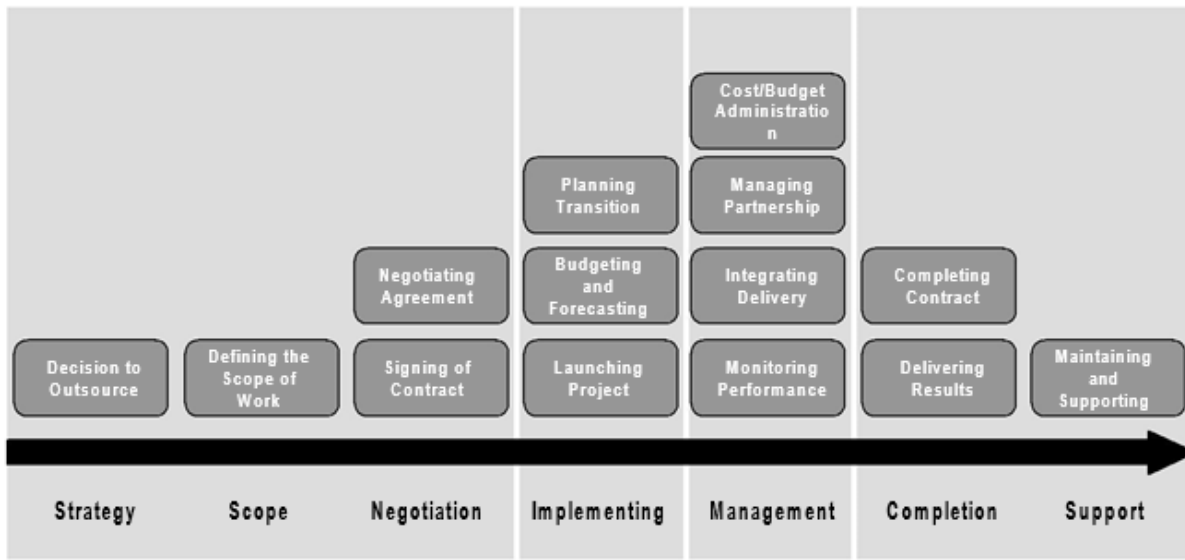 Cost/Budget
Administratio
n
Planning
Transition
Managing
Partnership
Negotiating
Agreement
Budgeting
and
Forecasting
Integrating
Delivery
Completing
Contract
Decision to
Outsource
Defining the
Scope of
Work
Signing of
Contract
Launching
Project
Monitoring
Performance
Delivering
Results
Maintaining
and
Supporting
Strategy
Scope
Negotiation
Implementing
Management
Completion
Support